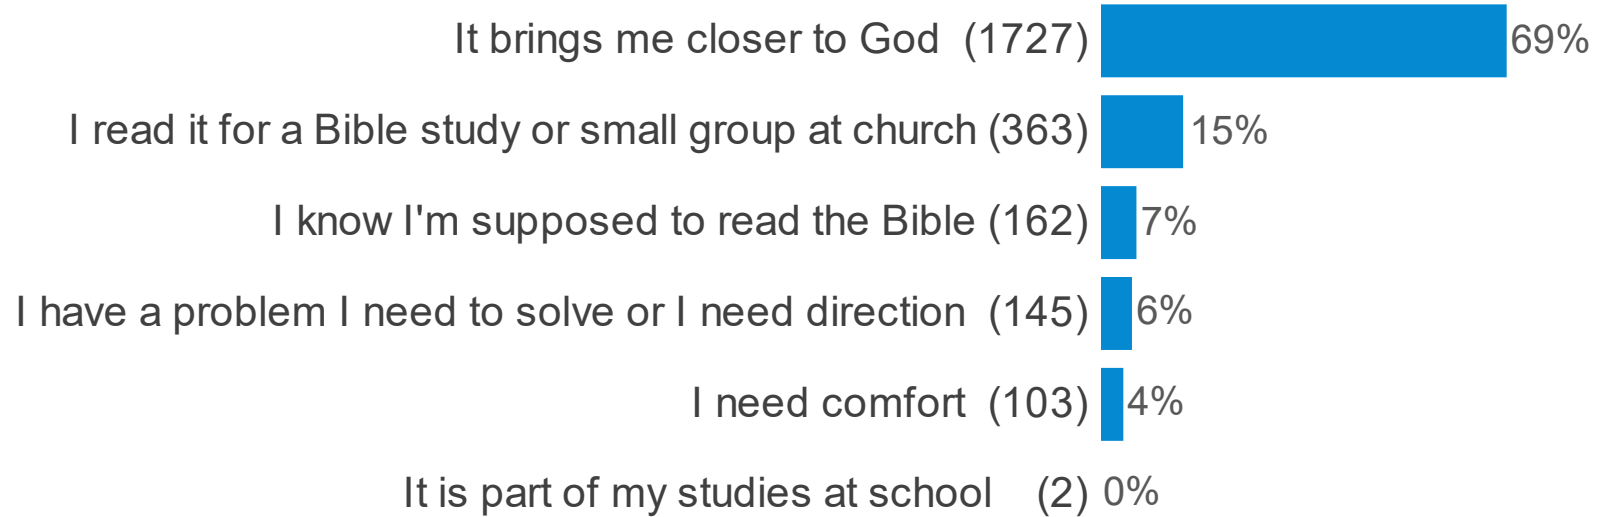 It brings me closer to God (1727) 69%
I read it for a Bible study or small group at church (363) 15%
I know I'm supposed to read the Bible (162) 7%
I have a problem I need to solve or I need direction (145) 6%
I need comfort (103) 4%
It is part of my studies at school (2) 0%